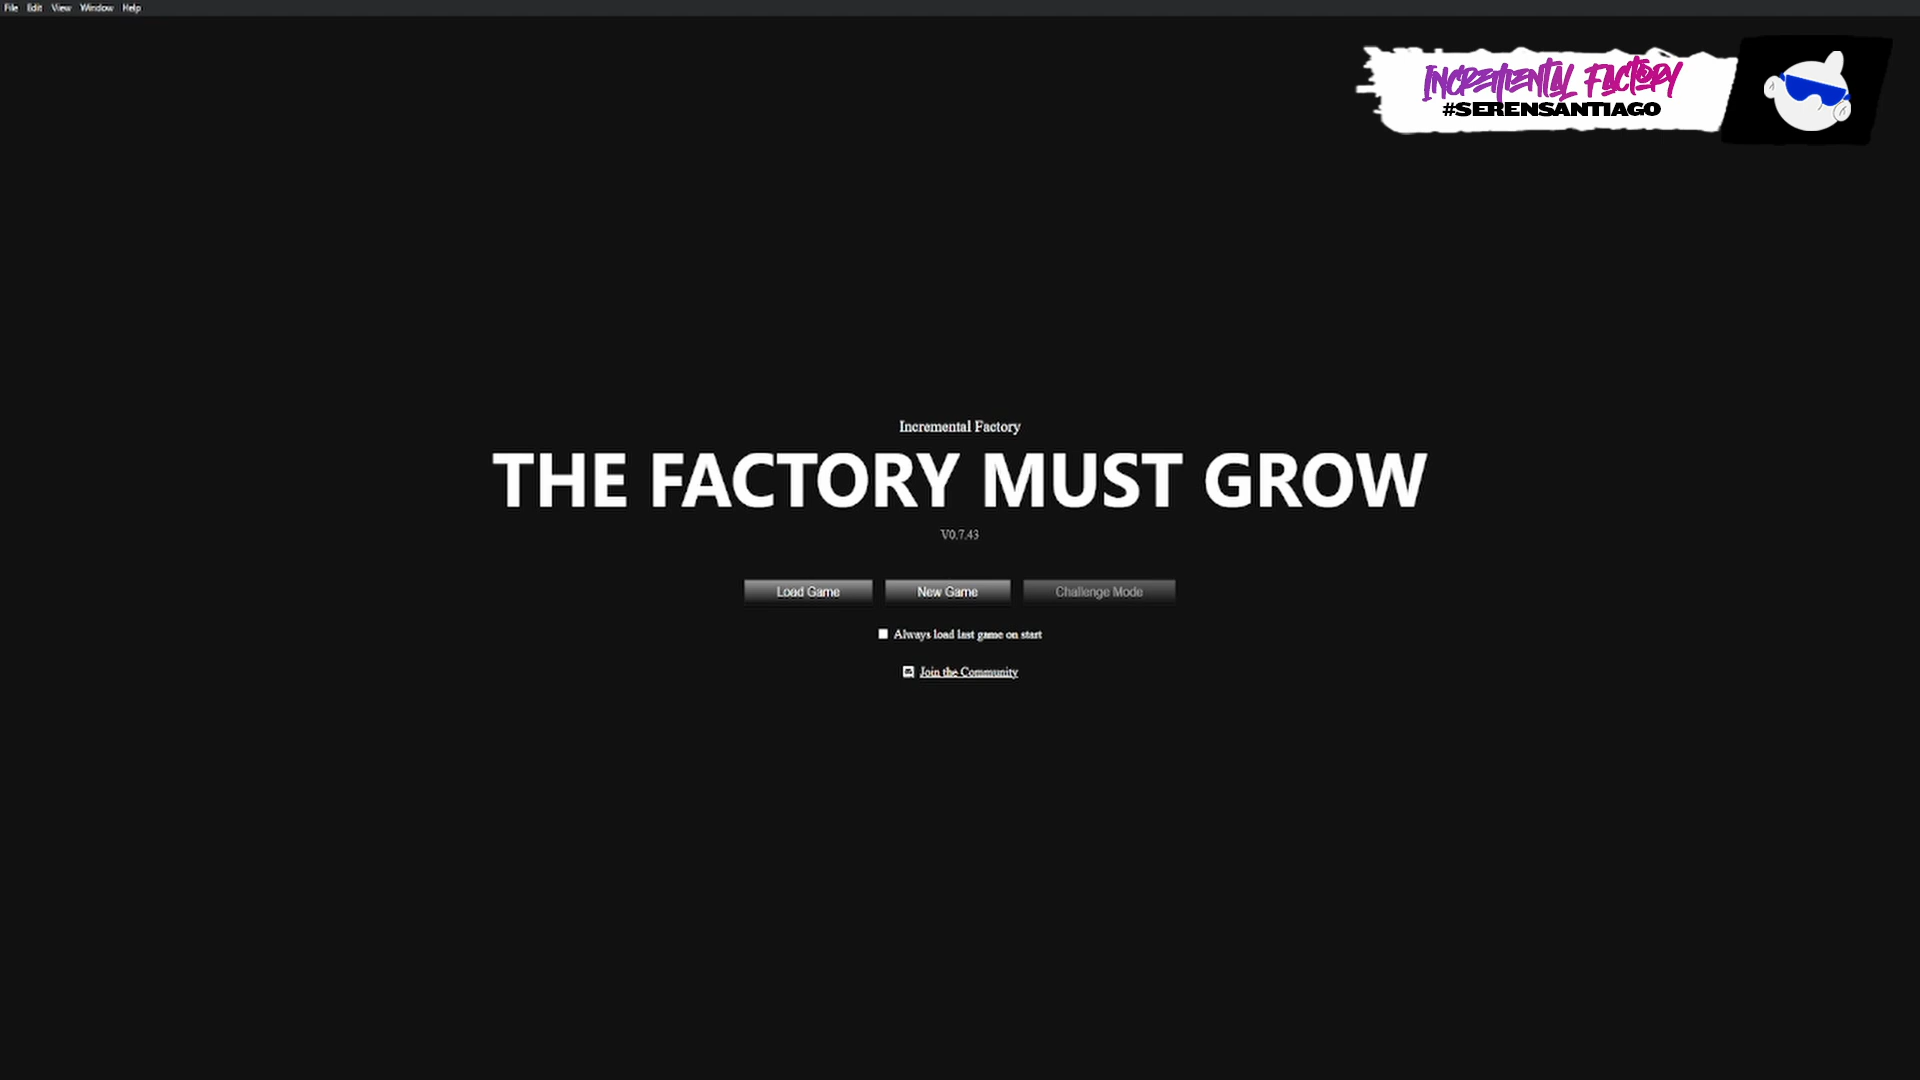 File Edit View Window Help
INCREMENTAL FACTORY
#SERENSANTIAGO
Incremental Factory
THE FACTORY MUST GROW
V0.7.43
Load Game New Game Challenge Mode
Always load last game on start
Join the Community